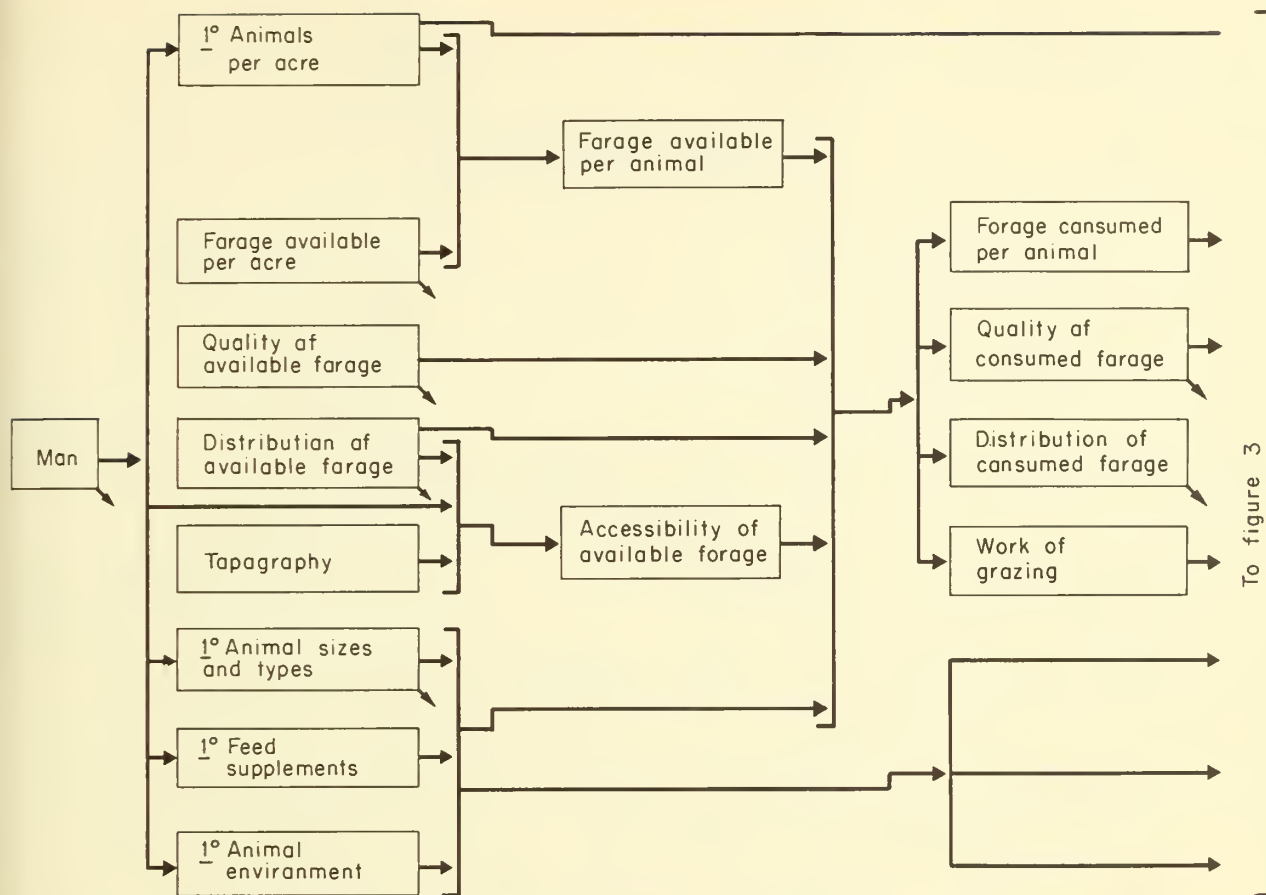 1° Animals
per acre
Farage available
per animal
Farage available
per acre
Forage cansumed
per animal
Quality af
available farage
Quality af
consumed farage
Man
Distributian af
available farage
Distribution of
cansumed farage
Tapagraphy
Accessibility of
available forage
Work of
grazing
To figure 3
1° Animal sizes
and types
1° Feed
supplements
1° Animal
enviranment